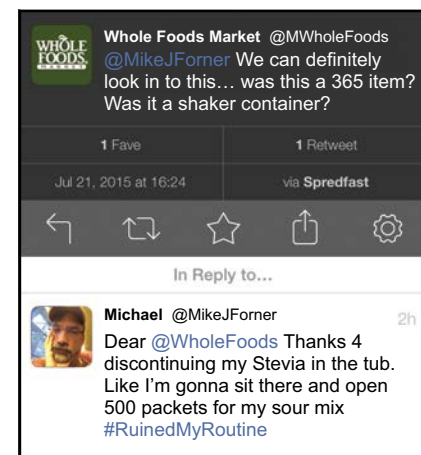 WHOLE
FOODS
MARKET
Whole Foods Market @MWholeFoods
@MikeJForner We can definitely
look in to this… was this a 365 item?
Was it a shaker container?
1 Fave 1 Retweet
Jul 21, 2015 at 16:24 via Spredfast
In Reply to...
Michael @MikeJForner 2h
Dear @WholeFoods Thanks 4
discontinuing my Stevia in the tub.
Like I'm gonna sit there and open
500 packets for my sour mix
#RuinedMyRoutine